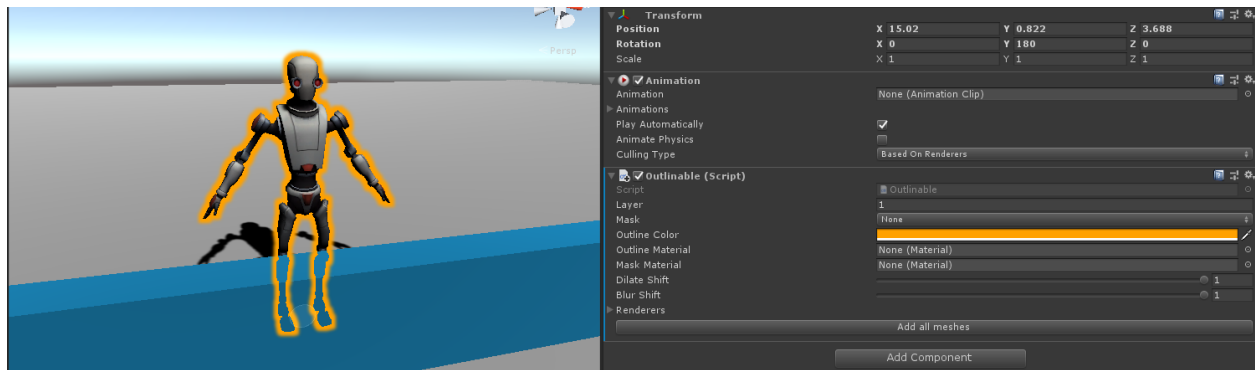 Persp
Transform
Position X 15.02 Y 0.822 Z 3.688
Rotation X 0 Y 180 Z 0
Scale X 1 Y 1 Z 1
Animation
Animation None (Animation Clip)
Animations
Play Automatically
Animate Physics
Culling Type Based On Renderers
Outlinable (Script)
Script Outlinable
Layer 1
Mask None
Outline Color
Outline Material None (Material)
Mask Material None (Material)
Dilate Shift 1
Blur Shift 1
Renderers
Add all meshes
Add Component